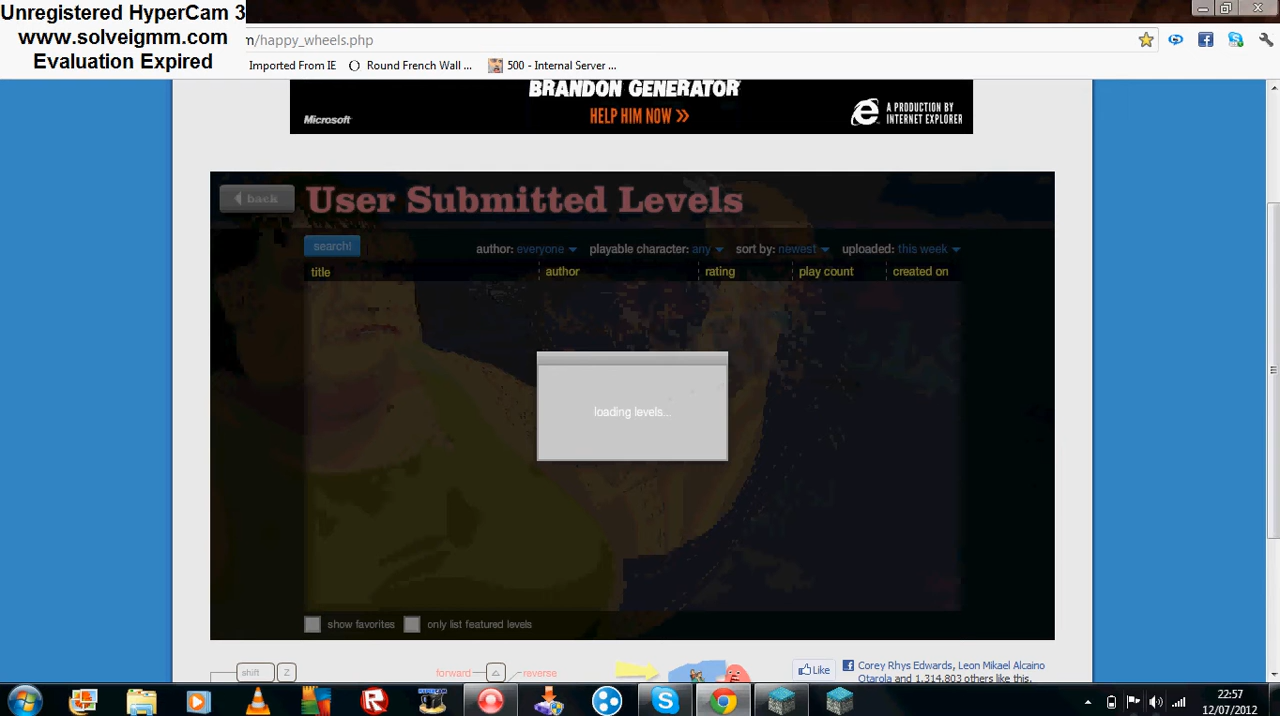 Unregistered HyperCam 3
www.solveigmm.com
Evaluation Expired
m/happy_wheels.php
Imported From IE
Round French Wall ...
500 - Internal Server ...
BRANDON GENERATOR
HELP HIM NOW >>
Microsoft
A PRODUCTION BY
INTERNET EXPLORER
back
User Submitted Levels
search!
author: everyone
playable character: any
sort by: newest
uploaded: this week
title
author
rating
play count
created on
loading levels...
show favorites
only list featured levels
shift
Z
forward
reverse
Like
Corey Rhys Edwards, Leon Mikael Alcaino
Otarola and 1,314,803 others like this.
22:57
12/07/2012